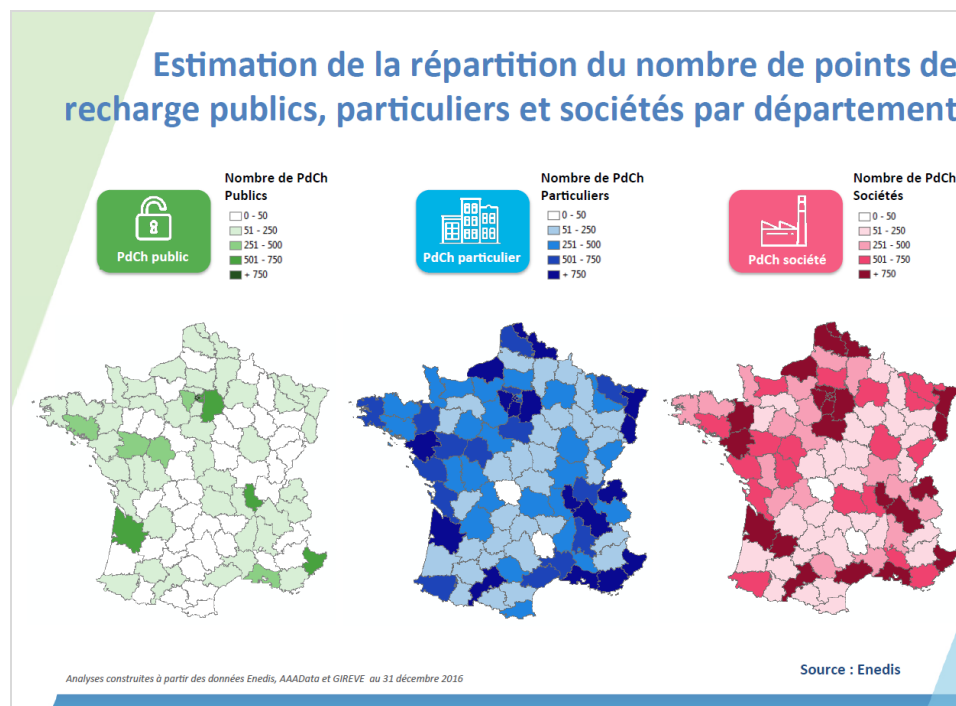 Estimation de la répartition du nombre de points de
recharge publics, particuliers et sociétés par département
PdCh public
Nombre de PdCh
Publics
0 - 50
51 - 250
251 - 500
501 - 750
+ 750
PdCh particulier
Nombre de PdCh
Particuliers
0 - 50
51 - 250
251 - 500
501 - 750
+ 750
PdCh société
Nombre de PdCh
Sociétés
0 - 50
51 - 250
251 - 500
501 - 750
+ 750
Analyses construites à partir des données Enedis, AAAData et GIREVE au 31 décembre 2016
Source : Enedis